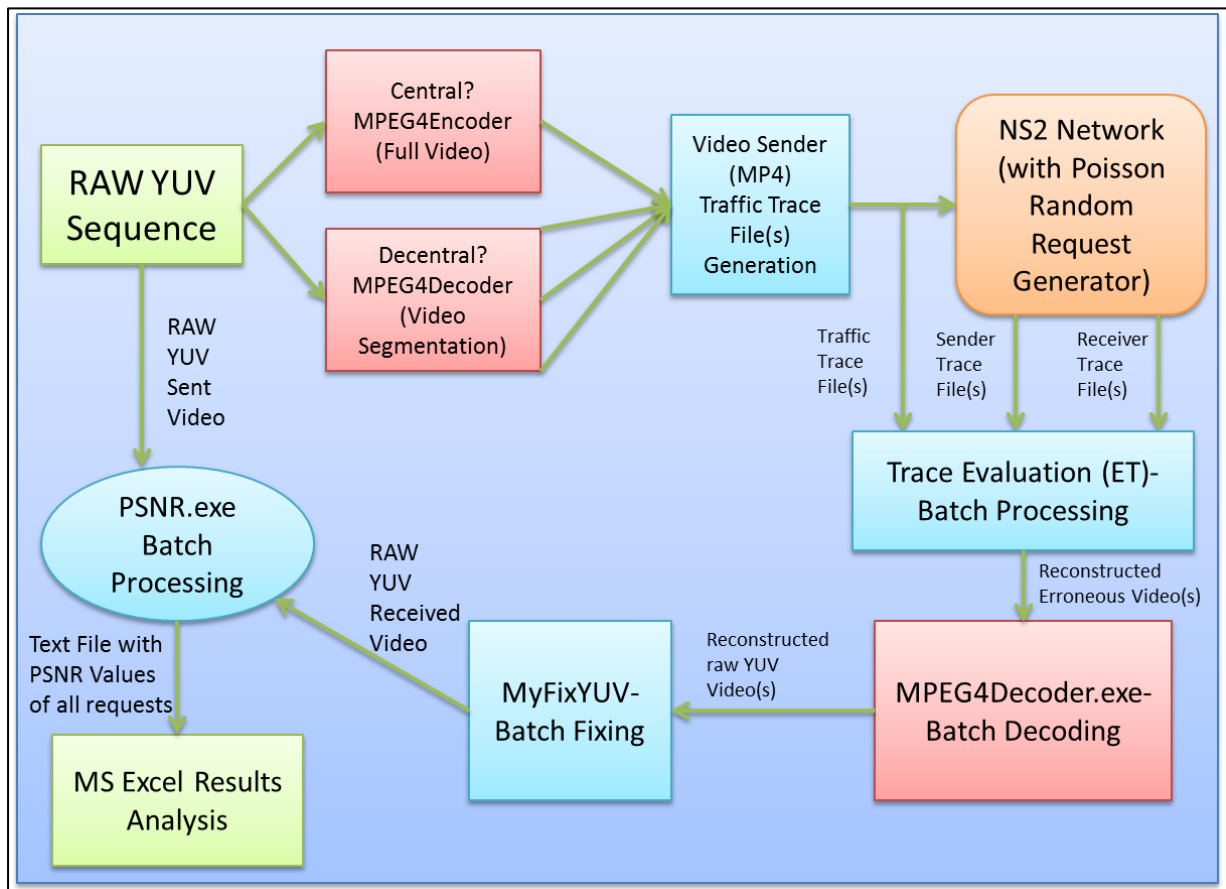 RAW YUV
Sequence
Central?
MPEG4Encoder
(Full Video)
Decentral?
MPEG4Decoder
(Video
Segmentation)
Video Sender
(MP4)
Traffic Trace
File(s)
Generation
NS2 Network
(with Poisson
Random
Request
Generator)
RAW
YUV
Sent
Video
Traffic
Trace
File(s)
Sender
Trace
File(s)
Receiver
Trace
File(s)
Trace Evaluation (ET)-
Batch Processing
Reconstructed
Erroneous Video(s)
MPEG4Decoder.exe-
Batch Decoding
Reconstructed
raw YUV
Video(s)
MyFixYUV-
Batch Fixing
RAW
YUV
Received
Video
PSNR.exe
Batch
Processing
Text File with
PSNR Values
of all requests
MS Excel Results
Analysis